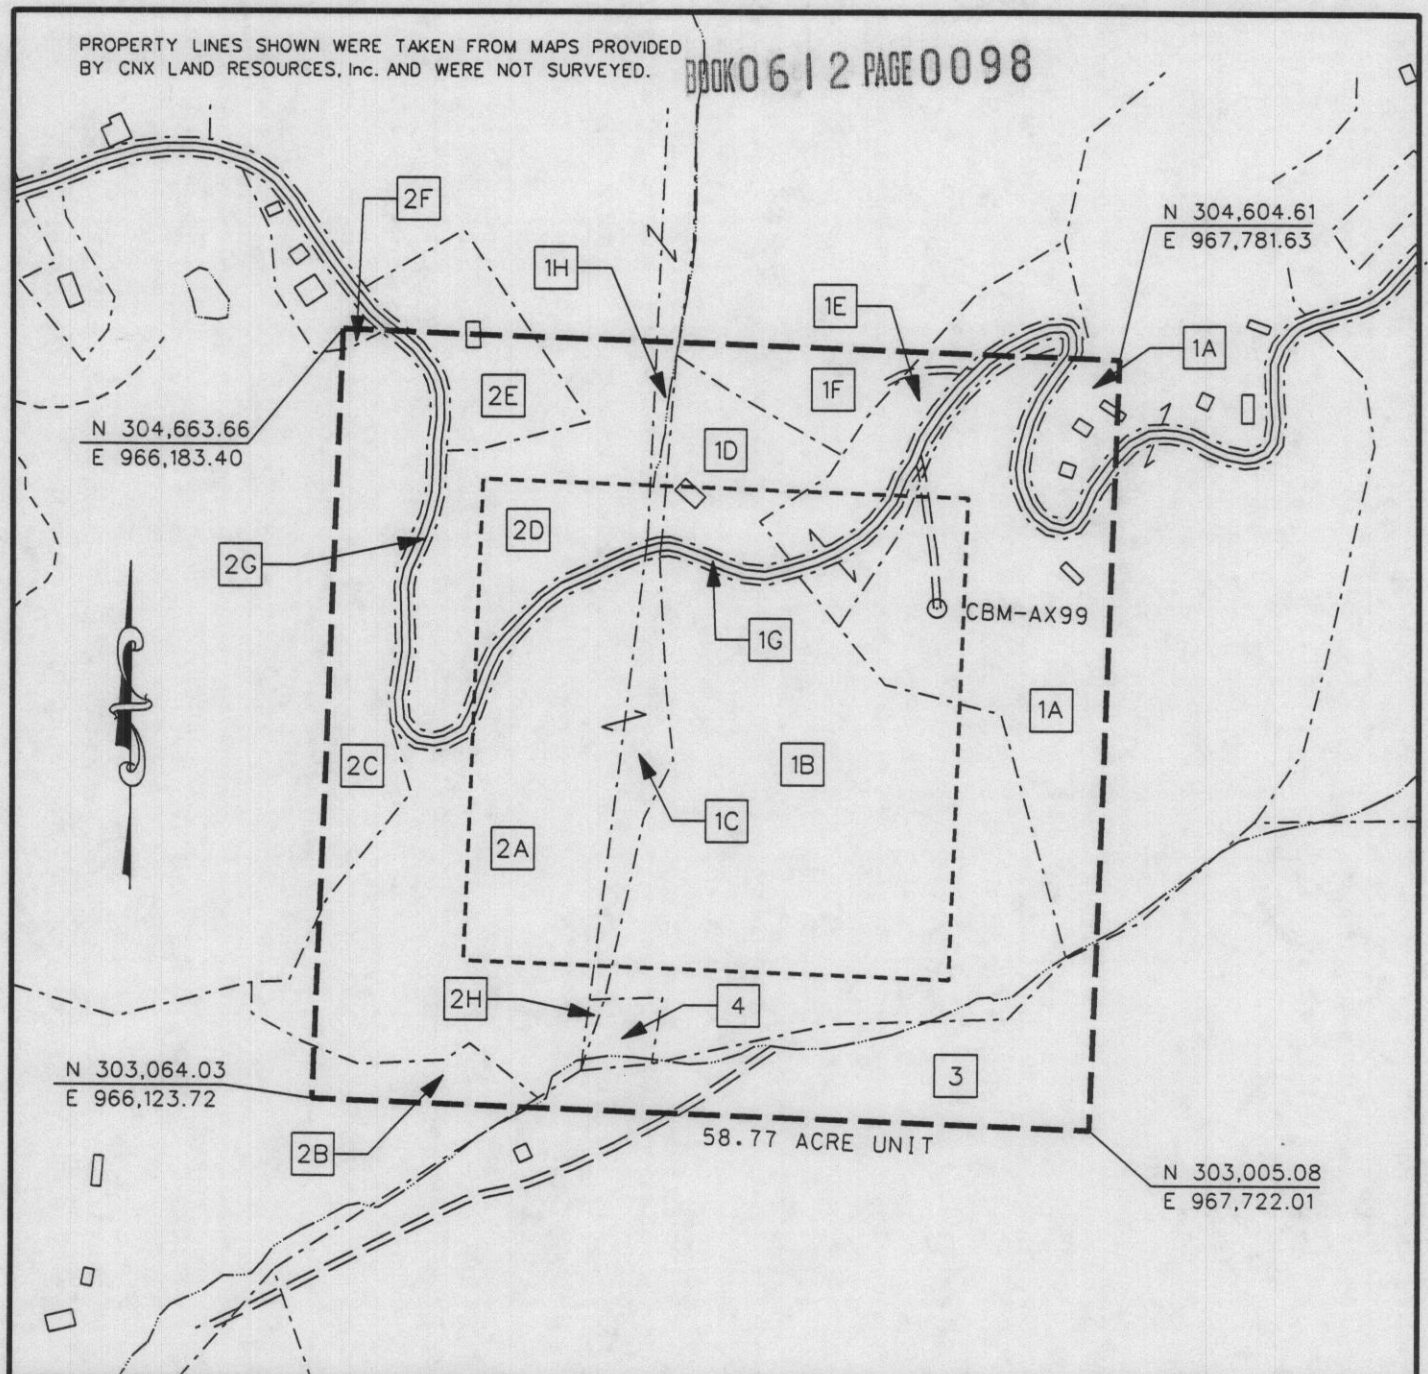 PROPERTY LINES SHOWN WERE TAKEN FROM MAPS PROVIDED
BY CNX LAND RESOURCES, Inc. AND WERE NOT SURVEYED.
BOOK0612 PAGE0098
2F
N 304,604.61
E 967,781.63
1H
1E
1A
1F
2E
N 304,663.66
E 966,183.40
1D
2D
2G
CBM-AX99
1G
1A
2C
1B
1C
2A
2H
4
N 303,064.03
E 966,123.72
3
58.77 ACRE UNIT
2B
N 303,005.08
E 967,722.01